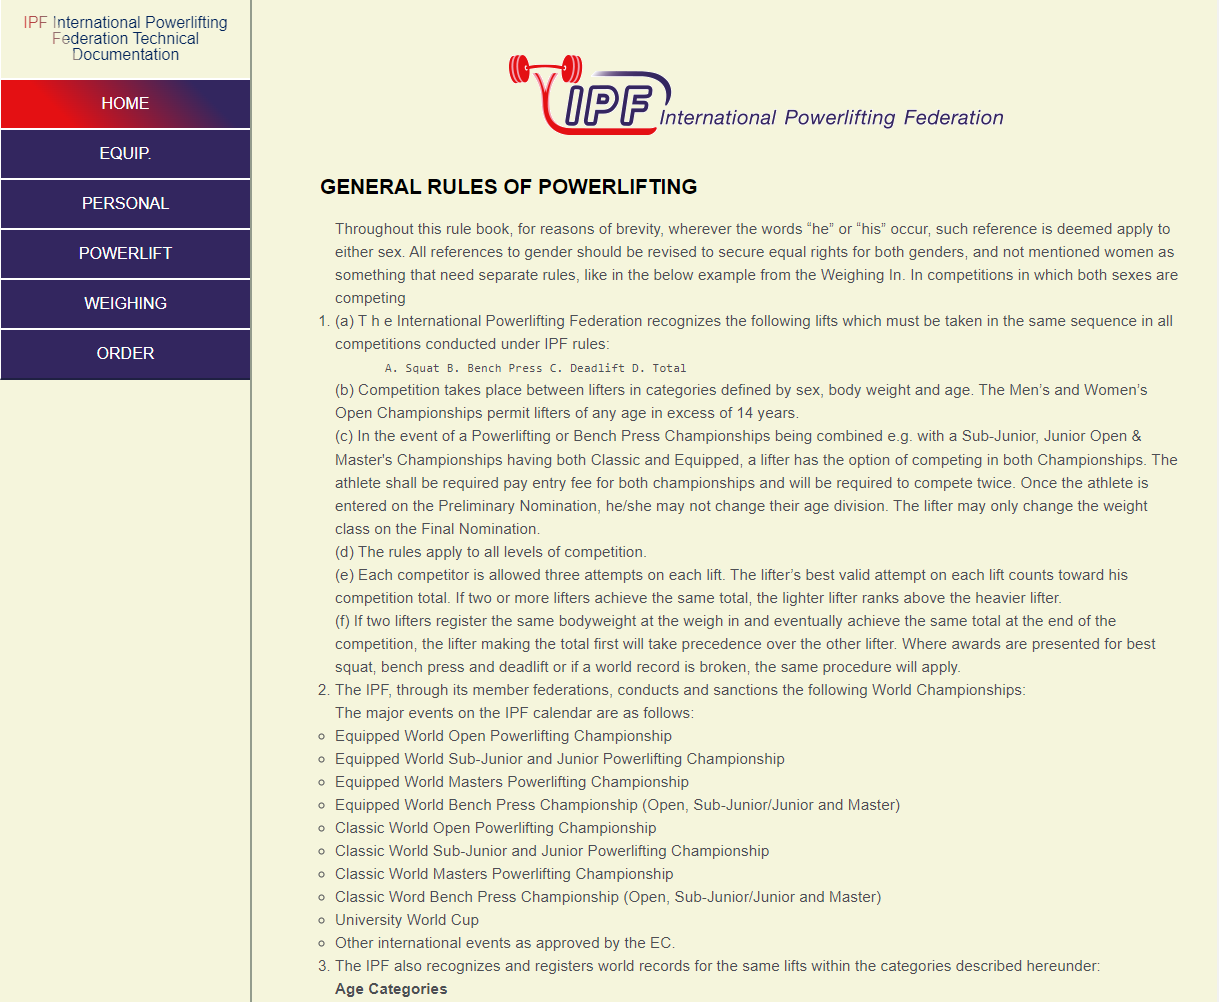 IPF International Powerlifting
Federation Technical
Documentation
HOME
EQUIP.
PERSONAL
POWERLIFT
WEIGHING
ORDER
IPF International Powerlifting Federation
GENERAL RULES OF POWERLIFTING
Throughout this rule book, for reasons of brevity, wherever the words “he” or “his” occur, such reference is deemed apply to
either sex. All references to gender should be revised to secure equal rights for both genders, and not mentioned women as
something that need separate rules, like in the below example from the Weighing In. In competitions in which both sexes are
competing
1. (a) T h e International Powerlifting Federation recognizes the following lifts which must be taken in the same sequence in all
competitions conducted under IPF rules:
A. Squat B. Bench Press C. Deadlift D. Total
(b) Competition takes place between lifters in categories defined by sex, body weight and age. The Men’s and Women’s
Open Championships permit lifters of any age in excess of 14 years.
(c) In the event of a Powerlifting or Bench Press Championships being combined e.g. with a Sub-Junior, Junior Open &
Master's Championships having both Classic and Equipped, a lifter has the option of competing in both Championships. The
athlete shall be required pay entry fee for both championships and will be required to compete twice. Once the athlete is
entered on the Preliminary Nomination, he/she may not change their age division. The lifter may only change the weight
class on the Final Nomination.
(d) The rules apply to all levels of competition.
(e) Each competitor is allowed three attempts on each lift. The lifter’s best valid attempt on each lift counts toward his
competition total. If two or more lifters achieve the same total, the lighter lifter ranks above the heavier lifter.
(f) If two lifters register the same bodyweight at the weigh in and eventually achieve the same total at the end of the
competition, the lifter making the total first will take precedence over the other lifter. Where awards are presented for best
squat, bench press and deadlift or if a world record is broken, the same procedure will apply.
2. The IPF, through its member federations, conducts and sanctions the following World Championships:
The major events on the IPF calendar are as follows:
Equipped World Open Powerlifting Championship
Equipped World Sub-Junior and Junior Powerlifting Championship
Equipped World Masters Powerlifting Championship
Equipped World Bench Press Championship (Open, Sub-Junior/Junior and Master)
Classic World Open Powerlifting Championship
Classic World Sub-Junior and Junior Powerlifting Championship
Classic World Masters Powerlifting Championship
Classic Word Bench Press Championship (Open, Sub-Junior/Junior and Master)
University World Cup
Other international events as approved by the EC.
3. The IPF also recognizes and registers world records for the same lifts within the categories described hereunder:
Age Categories